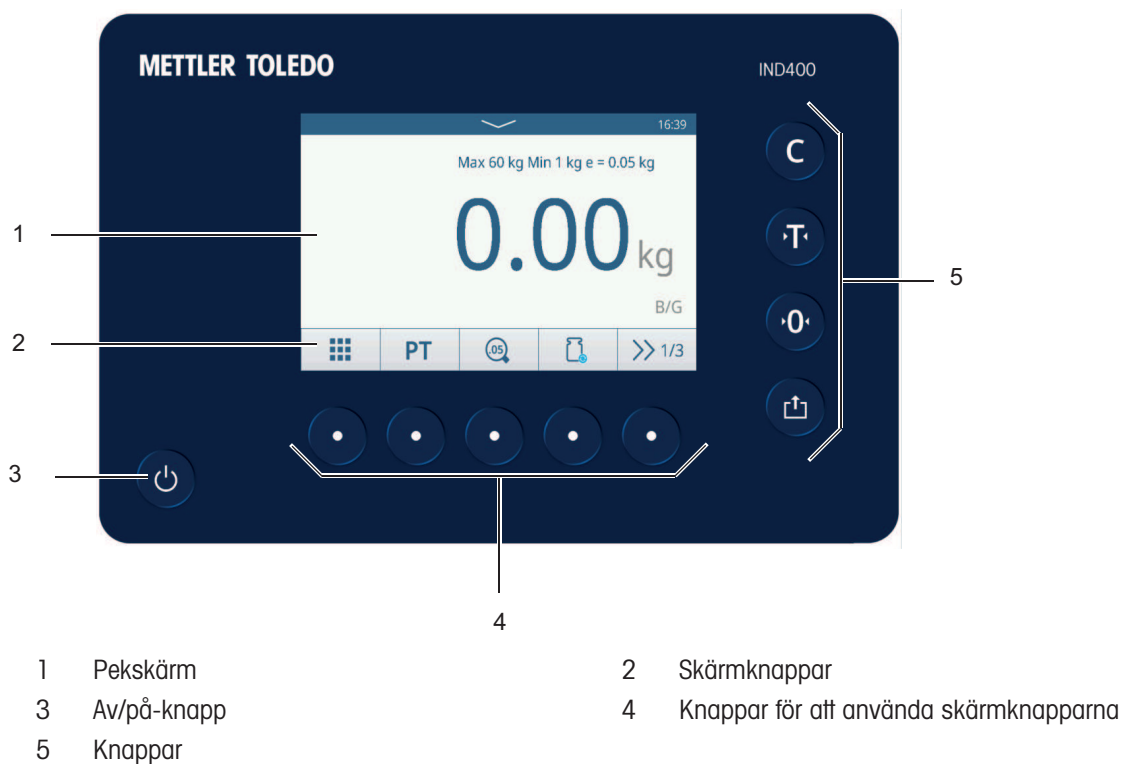 METTLER TOLEDO
IND400
16:39
Max 60 kg Min 1 kg e = 0.05 kg
0.00 kg
B/G
PT
.05
1/3
C
T
0
1
2
3
4
5
1 Pekskärm
2 Skärmknappar
3 Av/på-knapp
4 Knappar för att använda skärmknapparna
5 Knappar